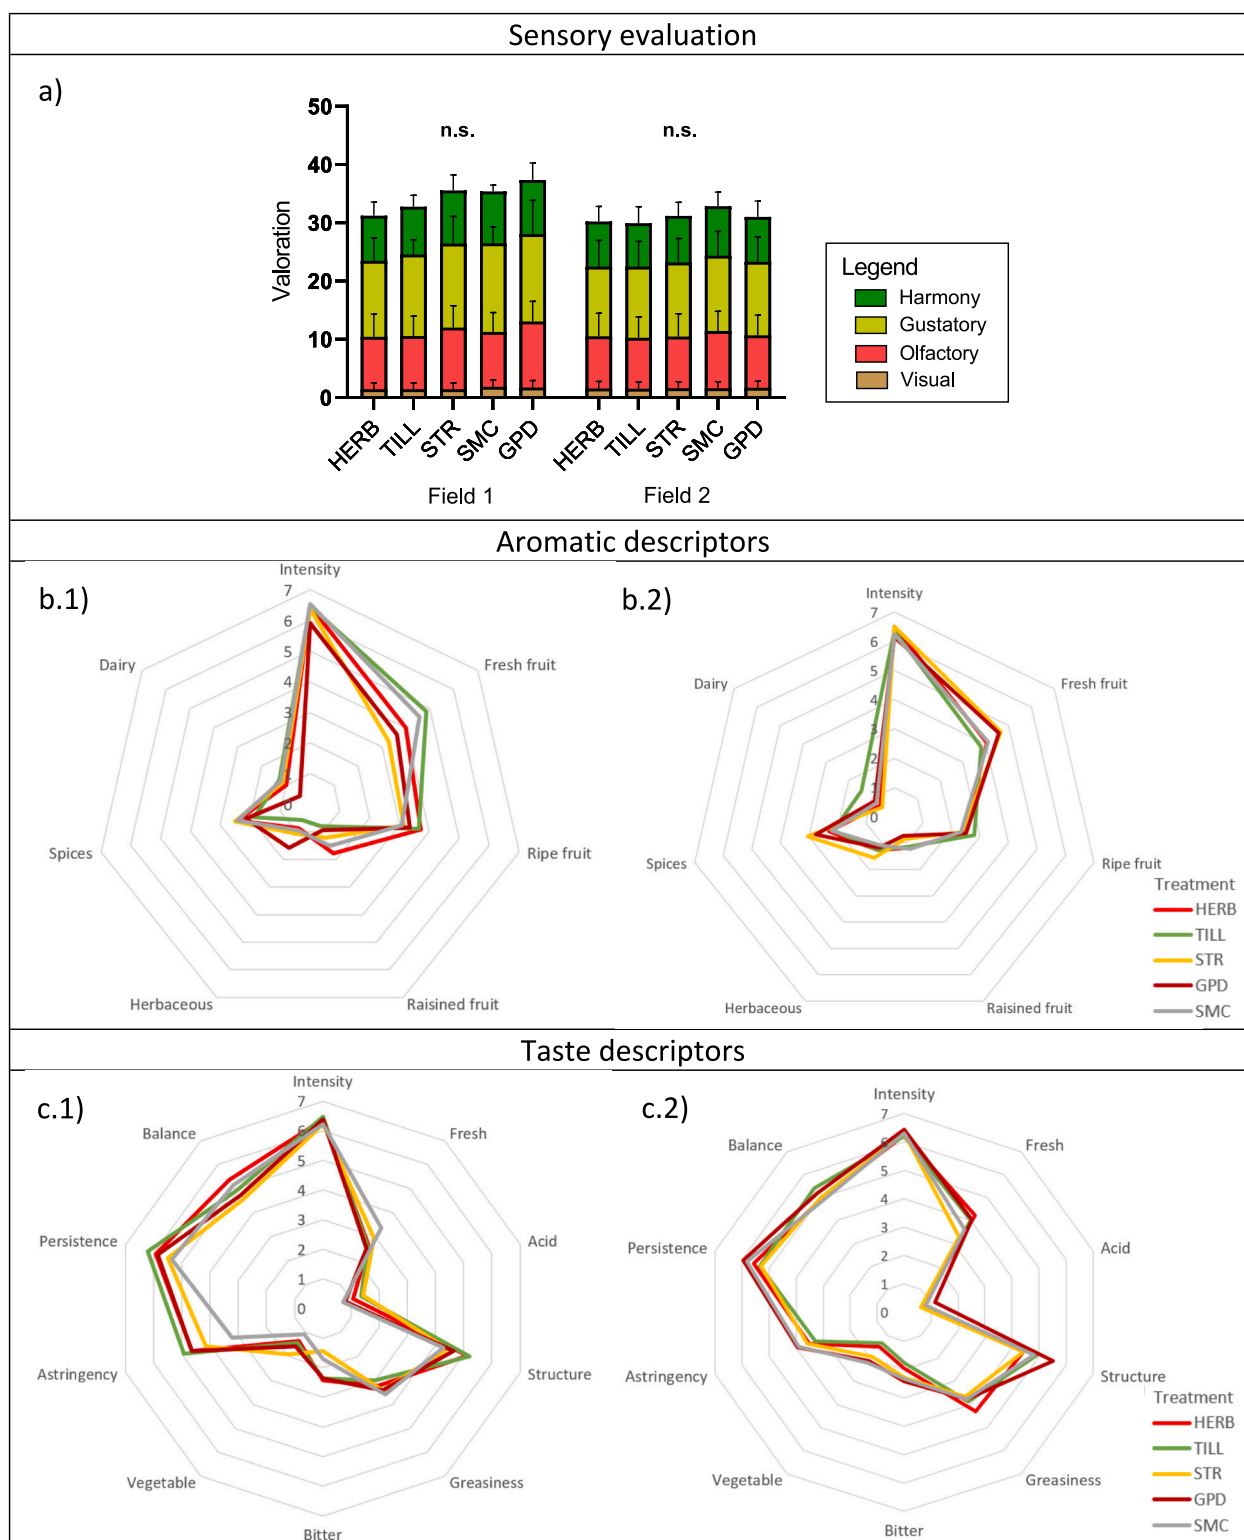 Sensory evaluation
a)
50
40
30
20
10
0
Valoration
n.s.
n.s.
HERB
TILL
STR
SMC
GPD
HERB
TILL
STR
SMC
GPD
Field 1
Field 2
Legend
Harmony
Gustatory
Olfactory
Visual
Aromatic descriptors
b.1)
Intensity
Fresh fruit
Ripe fruit
Raisined fruit
Herbaceous
Spices
Dairy
7
6
5
4
3
2
1
0
b.2)
Intensity
Fresh fruit
Ripe fruit
Raisined fruit
Herbaceous
Spices
Dairy
7
6
5
4
3
2
1
0
Treatment
HERB
TILL
STR
GPD
SMC
Taste descriptors
c.1)
Intensity
Fresh
Acid
Structure
Greasiness
Bitter
Vegetable
Astringency
Persistence
Balance
7
6
5
4
3
2
1
0
c.2)
Intensity
Fresh
Acid
Structure
Greasiness
Bitter
Vegetable
Astringency
Persistence
Balance
7
6
5
4
3
2
1
0
Treatment
HERB
TILL
STR
GPD
SMC